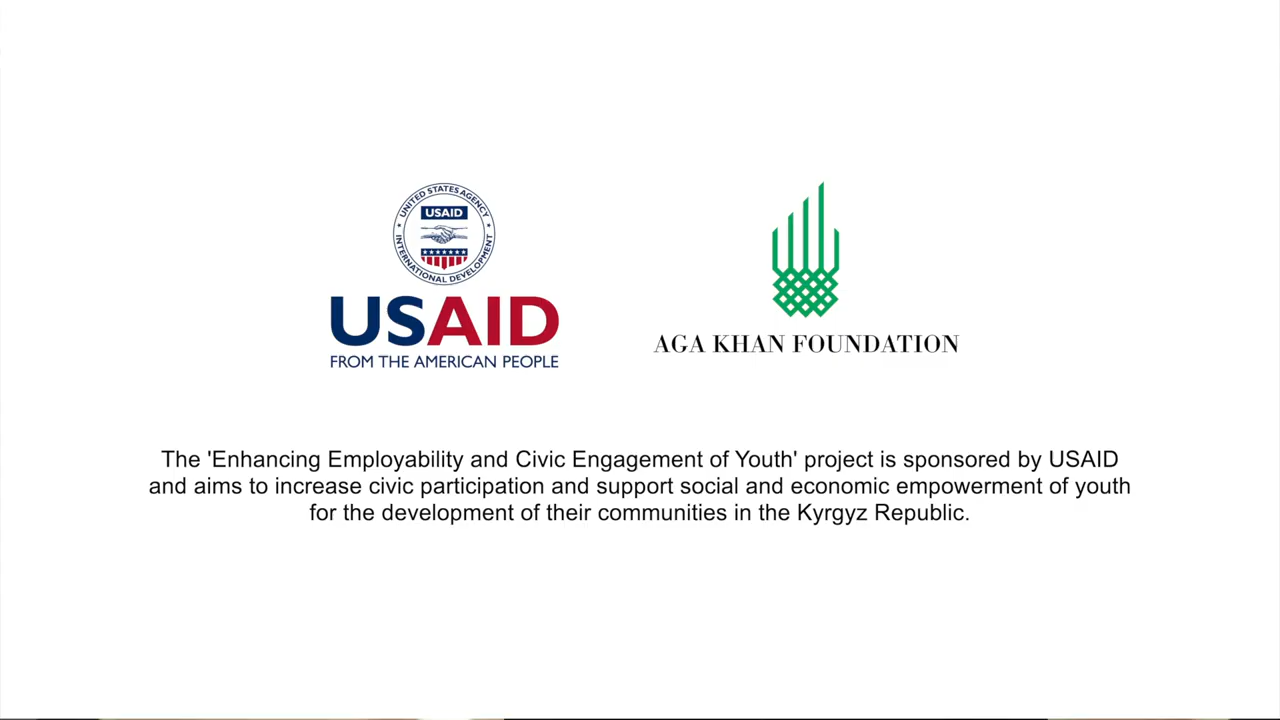 UNITED STATES AGENCY
USAID
INTERNATIONAL DEVELOPMENT
USAID
FROM THE AMERICAN PEOPLE
AGA KHAN FOUNDATION
The 'Enhancing Employability and Civic Engagement of Youth' project is sponsored by USAID
and aims to increase civic participation and support social and economic empowerment of youth
for the development of their communities in the Kyrgyz Republic.